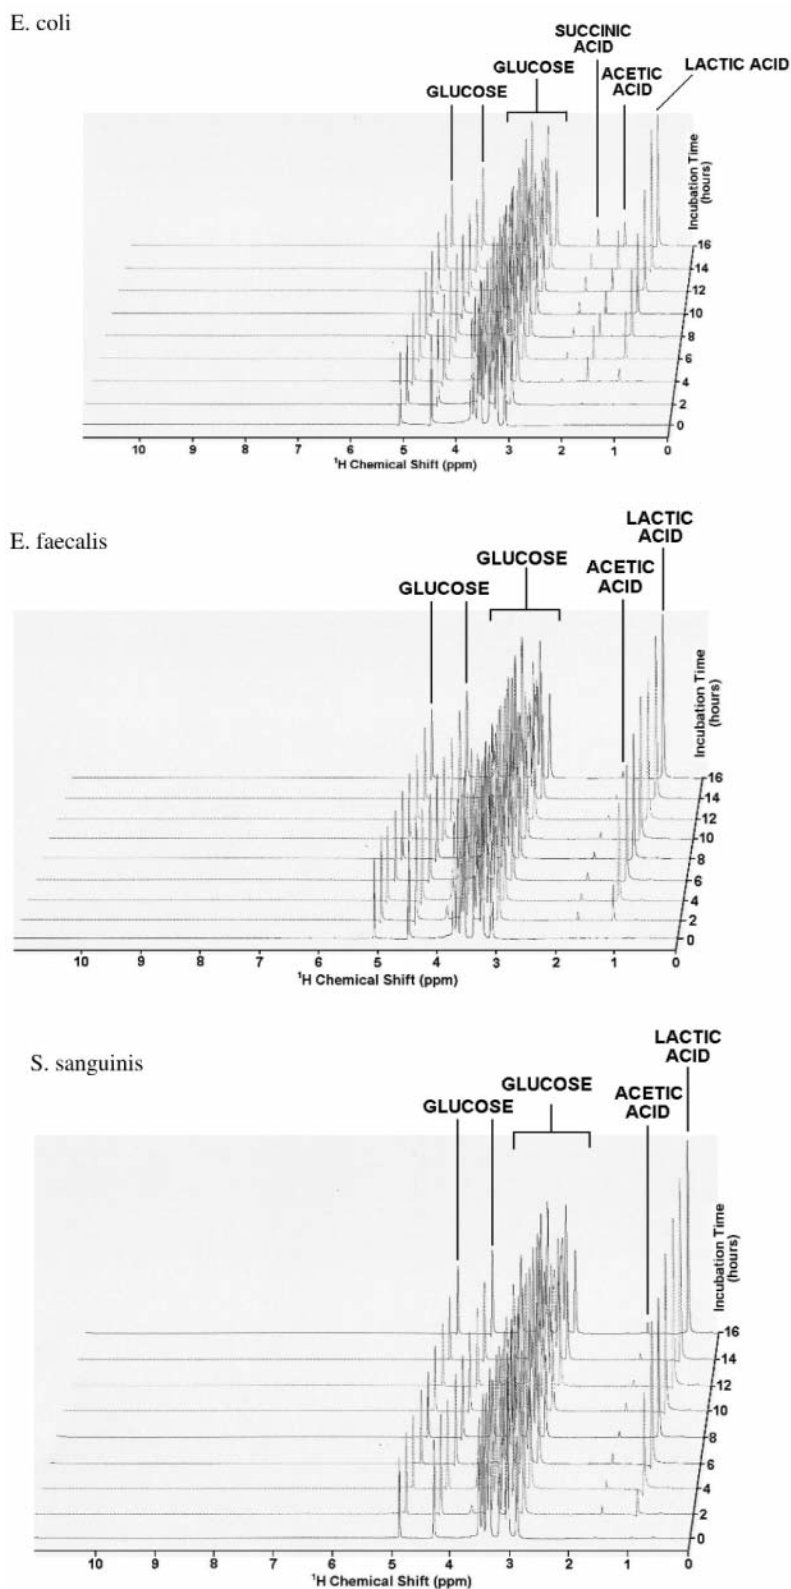 E. coli
SUCCINIC
ACID
GLUCOSE
ACETIC
ACID
LACTIC ACID
GLUCOSE
Incubation Time
(hours)
16
14
12
10
8
6
4
2
0
10 9 8 7 6 5 4 3 2 1 0
¹H Chemical Shift (ppm)
E. faecalis
LACTIC
ACID
GLUCOSE
ACETIC
ACID
GLUCOSE
Incubation Time
(hours)
16
14
12
10
8
6
4
2
0
10 9 8 7 6 5 4 3 2 1 0
¹H Chemical Shift (ppm)
S. sanguinis
LACTIC
ACID
GLUCOSE
ACETIC
ACID
GLUCOSE
Incubation Time
(hours)
16
14
12
10
8
6
4
2
0
10 9 8 7 6 5 4 3 2 1 0
¹H Chemical Shift (ppm)